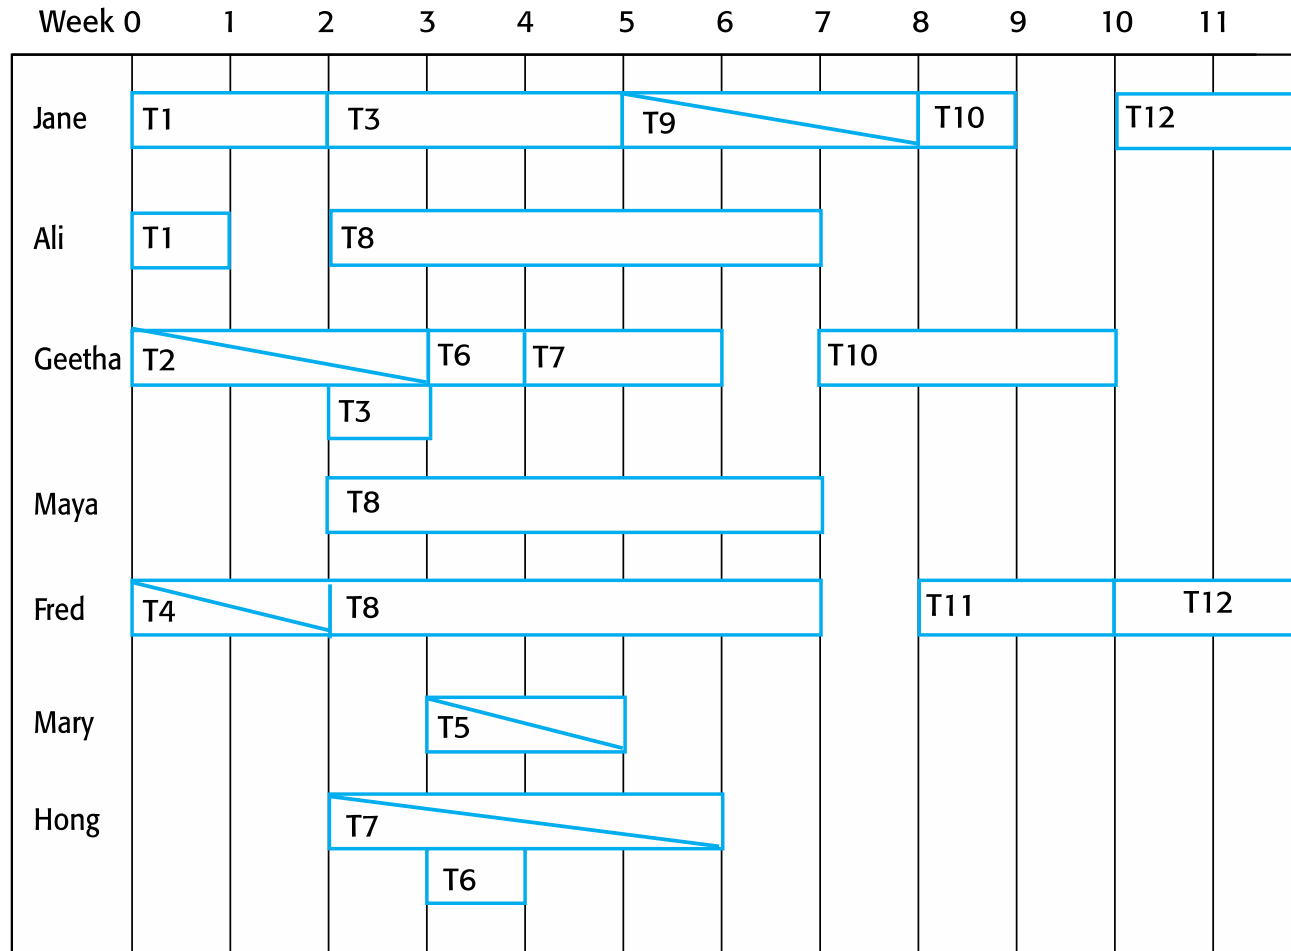 Week 0 1 2 3 4 5 6 7 8 9 10 11
Jane T1 T3 T9 T10 T12
Ali T1 T8
Geetha T2 T6 T7 T10
T3
Maya T8
Fred T4 T8 T11 T12
Mary T5
Hong T7
T6